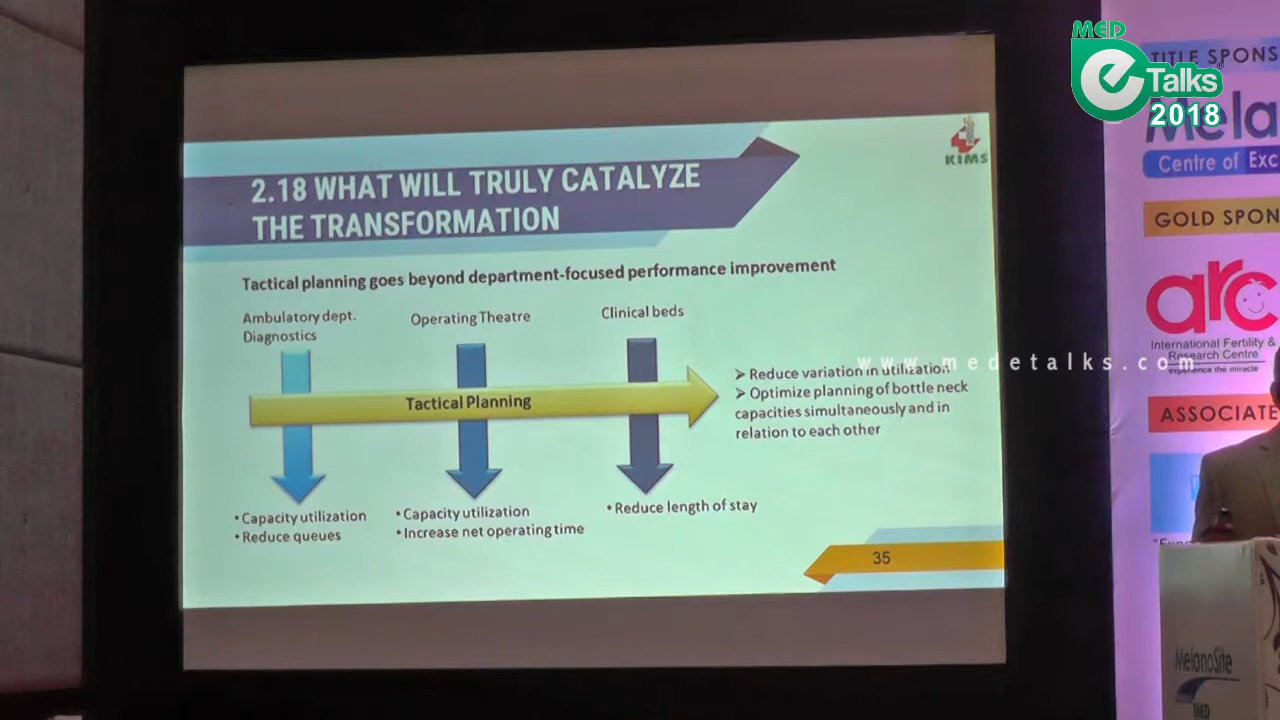 MED
e Talks
2018
TITLE SPONS
Mela
Centre of Exc
GOLD SPON
arc
International Fertility &
Research Centre
experience the miracle
ASSOCIATE
MelanoSite
MED
www.medetalks.com
KIMS
2.18 WHAT WILL TRULY CATALYZE
THE TRANSFORMATION
Tactical planning goes beyond department-focused performance improvement
Ambulatory dept.
Diagnostics
Operating Theatre
Clinical beds
Tactical Planning
➢ Reduce variation in utilization
➢ Optimize planning of bottle neck
capacities simultaneously and in
relation to each other
• Capacity utilization
• Reduce queues
• Capacity utilization
• Increase net operating time
• Reduce length of stay
35